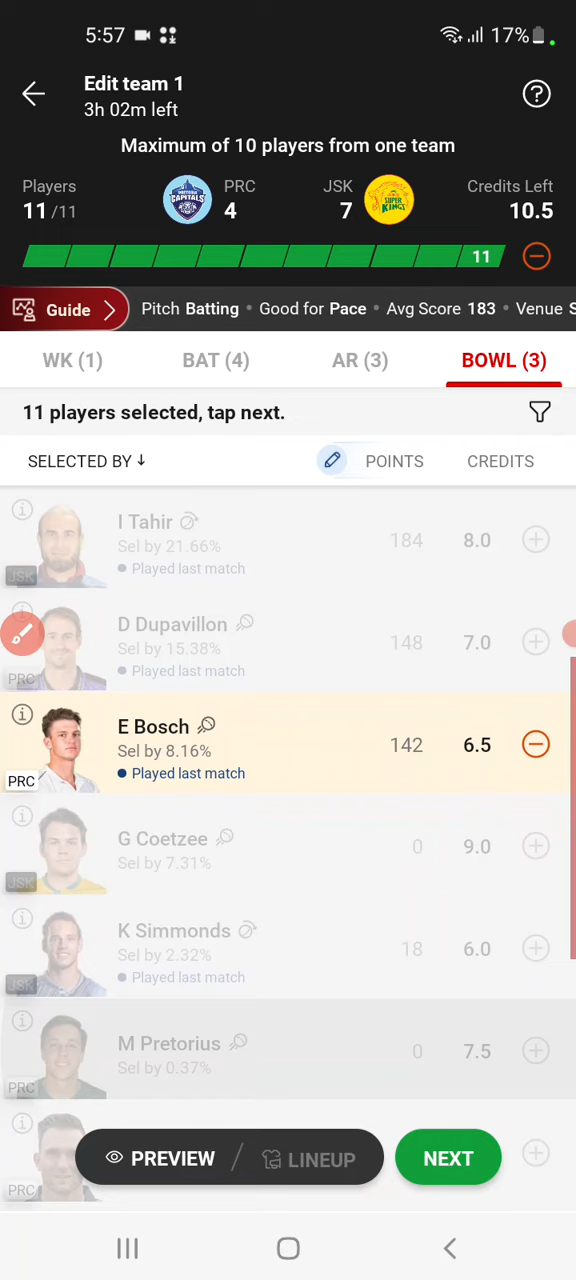 5:57 17%
Edit team 1
3h 02m left
Maximum of 10 players from one team
Players PRC JSK Credits Left
11/11 4 7 10.5
CAPITALS SUPER KINGS
11
Guide Pitch Batting • Good for Pace • Avg Score 183 • Venue S
WK (1) BAT (4) AR (3) BOWL (3)
11 players selected, tap next.
SELECTED BY ↓ POINTS CREDITS
I Tahir
Sel by 21.66% 184 8.0
Played last match
JSK
D Dupavillon
Sel by 15.38% 148 7.0
Played last match
PRC
E Bosch
Sel by 8.16% 142 6.5
Played last match
PRC
G Coetzee
Sel by 7.31% 0 9.0
JSK
K Simmonds
Sel by 2.32% 18 6.0
Played last match
JSK
M Pretorius
Sel by 0.37% 0 7.5
PRC
PREVIEW / LINEUP NEXT
PRC